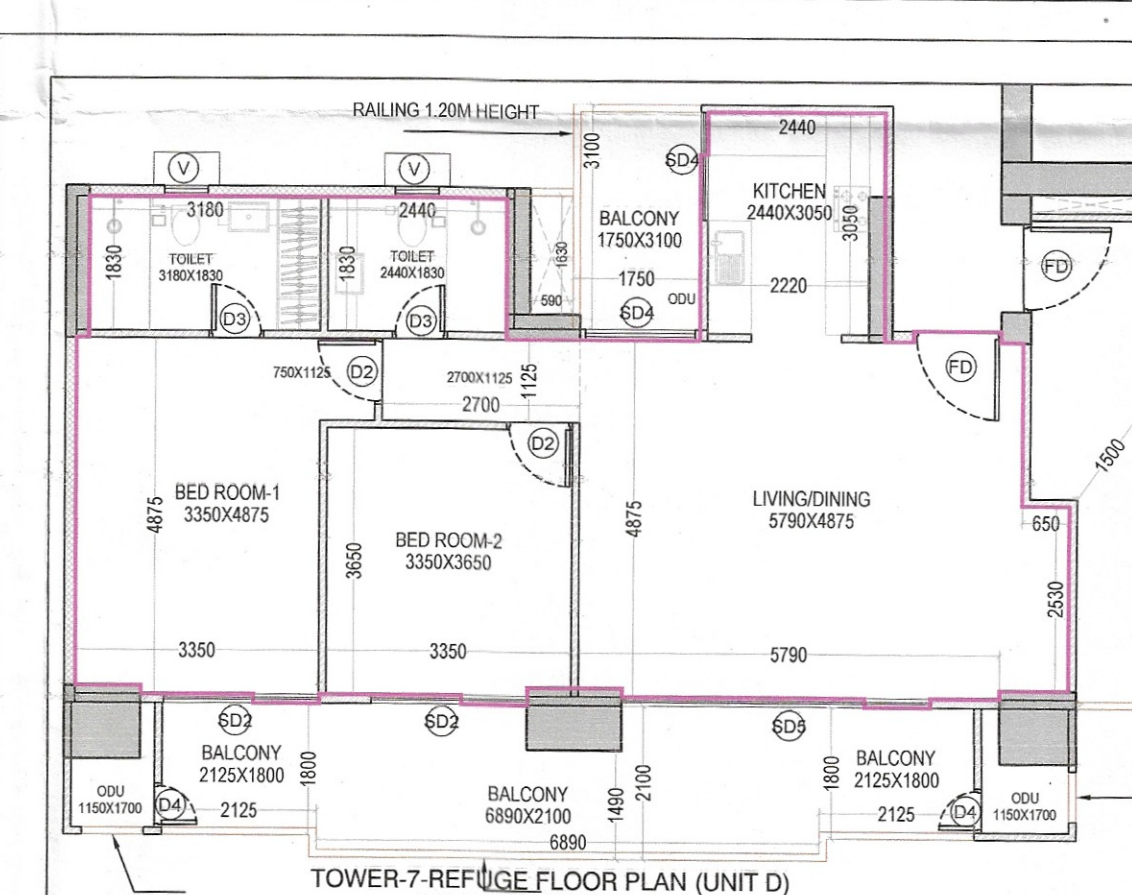 RAILING 1.20M HEIGHT
3100
2440
SD4
V
V
KITCHEN
2440X3050
3050
3180
2440
BALCONY
1750X3100
1830
TOILET
3180X1830
1830
TOILET
2440X1830
1630
1750
2220
FD
590
ODU
D3
D3
SD4
750X1125
D2
2700X1125
1125
FD
2700
D2
1500
BED ROOM-1
3350X4875
4875
LIVING/DINING
5790X4875
4875
650
BED ROOM-2
3350X3650
3650
2530
3350
3350
5790
SD2
SD2
SD5
BALCONY
2125X1800
1800
BALCONY
2125X1800
1800
2100
ODU
1150X1700
BALCONY
6890X2100
1490
ODU
1150X1700
D4
2125
2125
D4
6890
TOWER-7-REFUGE FLOOR PLAN (UNIT D)